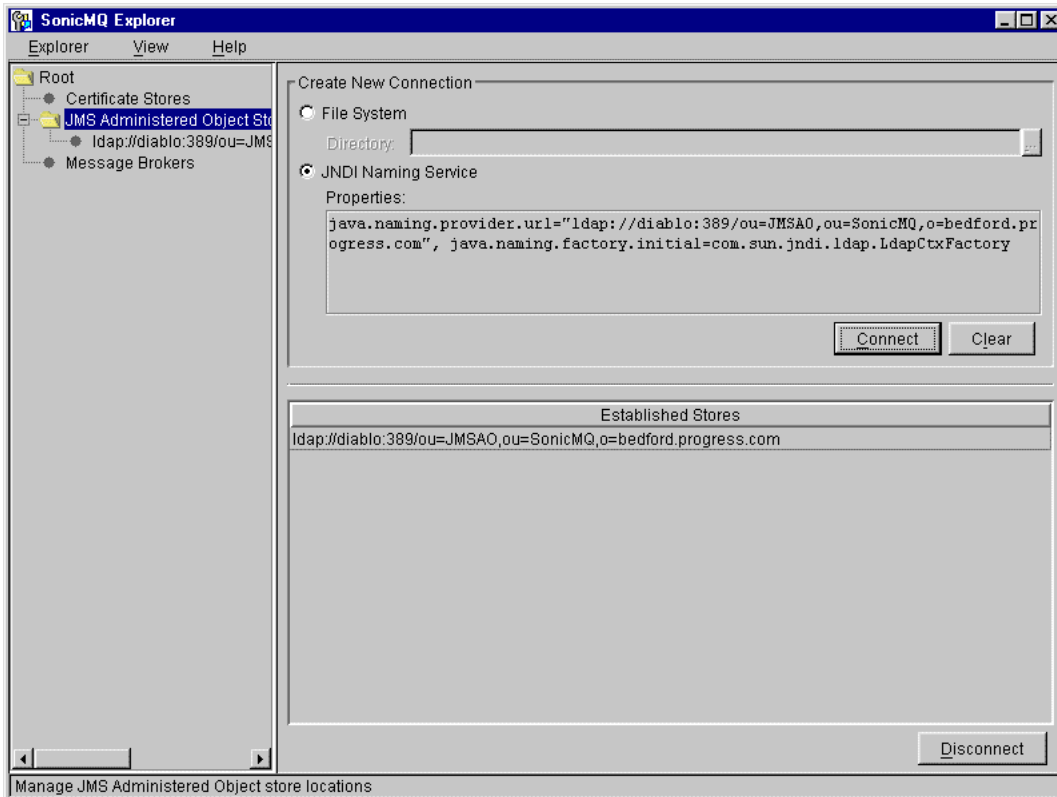 SonicMQ Explorer
Explorer View Help
Root
Certificate Stores
JMS Administered Object Sto
ldap://diablo:389/ou=JMS
Message Brokers
Create New Connection
File System
Directory:
...
JNDI Naming Service
Properties:
java.naming.provider.url="ldap://diablo:389/ou=JMSAO,ou=SonicMQ,o=bedford.pr
ogress.com", java.naming.factory.initial=com.sun.jndi.ldap.LdapCtxFactory
Connect Clear
Established Stores
ldap://diablo:389/ou=JMSAO,ou=SonicMQ,o=bedford.progress.com
Disconnect
Manage JMS Administered Object store locations